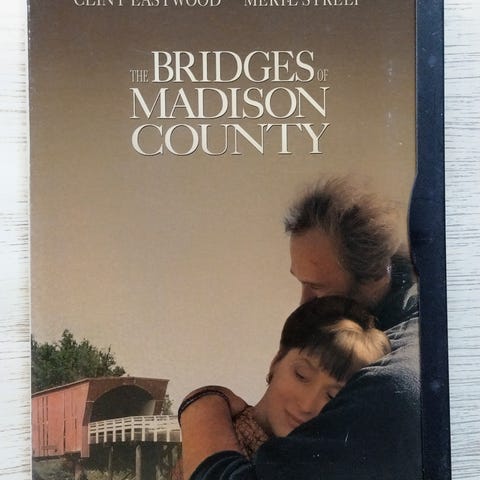 CLINT EASTWOOD MERYL STREEP
THE BRIDGES OF
MADISON
COUNTY